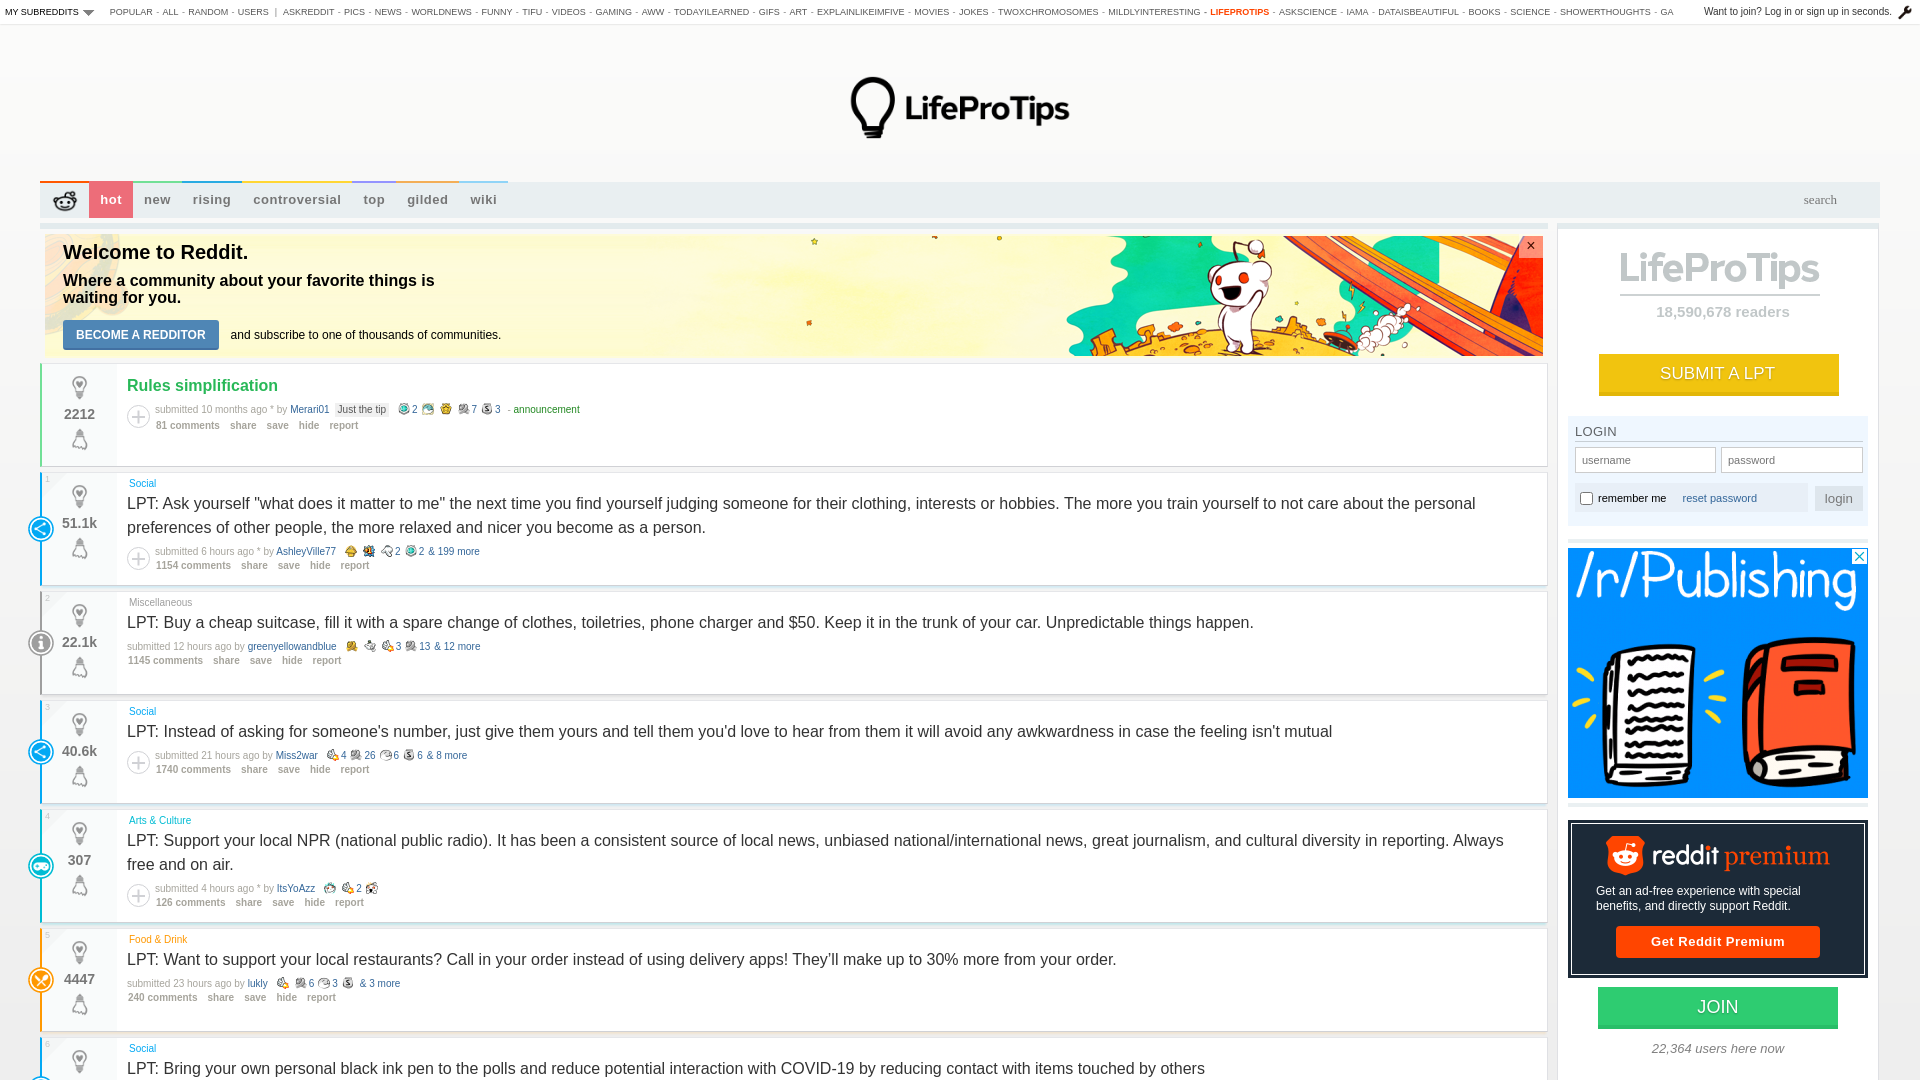 MY SUBREDDITS POPULAR - ALL - RANDOM - USERS | ASKREDDIT - PICS - NEWS - WORLDNEWS - FUNNY - TIFU - VIDEOS - GAMING - AWW - TODAYILEARNED - GIFS - ART - EXPLAINLIKEIMFIVE - MOVIES - JOKES - TWOXCHROMOSOMES - MILDLYINTERESTING - LIFEPROTIPS - ASKSCIENCE - IAMA - DATAISBEAUTIFUL - BOOKS - SCIENCE - SHOWERTHOUGHTS - GA Want to join? Log in or sign up in seconds.
LifeProTips
hot new rising controversial top gilded wiki search
Welcome to Reddit.
Where a community about your favorite things is
waiting for you.
BECOME A REDDITOR and subscribe to one of thousands of communities.
×
Rules simplification
2212
submitted 10 months ago * by Merari01 Just the tip 2 7 3 - announcement
81 comments share save hide report
1
Social
LPT: Ask yourself "what does it matter to me" the next time you find yourself judging someone for their clothing, interests or hobbies. The more you train yourself to not care about the personal
preferences of other people, the more relaxed and nicer you become as a person.
51.1k
submitted 6 hours ago * by AshleyVille77 2 2 & 199 more
1154 comments share save hide report
2
Miscellaneous
LPT: Buy a cheap suitcase, fill it with a spare change of clothes, toiletries, phone charger and $50. Keep it in the trunk of your car. Unpredictable things happen.
22.1k
submitted 12 hours ago by greenyellowandblue 3 13 & 12 more
1145 comments share save hide report
3
Social
LPT: Instead of asking for someone's number, just give them yours and tell them you'd love to hear from them it will avoid any awkwardness in case the feeling isn't mutual
40.6k
submitted 21 hours ago by Miss2war 4 26 6 6 & 8 more
1740 comments share save hide report
4
Arts & Culture
LPT: Support your local NPR (national public radio). It has been a consistent source of local news, unbiased national/international news, great journalism, and cultural diversity in reporting. Always
free and on air.
307
submitted 4 hours ago * by ItsYoAzz 2
126 comments share save hide report
5
Food & Drink
LPT: Want to support your local restaurants? Call in your order instead of using delivery apps! They’ll make up to 30% more from your order.
4447
submitted 23 hours ago by lukly 6 3 & 3 more
240 comments share save hide report
6
Social
LPT: Bring your own personal black ink pen to the polls and reduce potential interaction with COVID-19 by reducing contact with items touched by others
LifeProTips
18,590,678 readers
SUBMIT A LPT
LOGIN
username password
remember me reset password login
/r/Publishing
reddit premium
Get an ad-free experience with special
benefits, and directly support Reddit.
Get Reddit Premium
JOIN
22,364 users here now